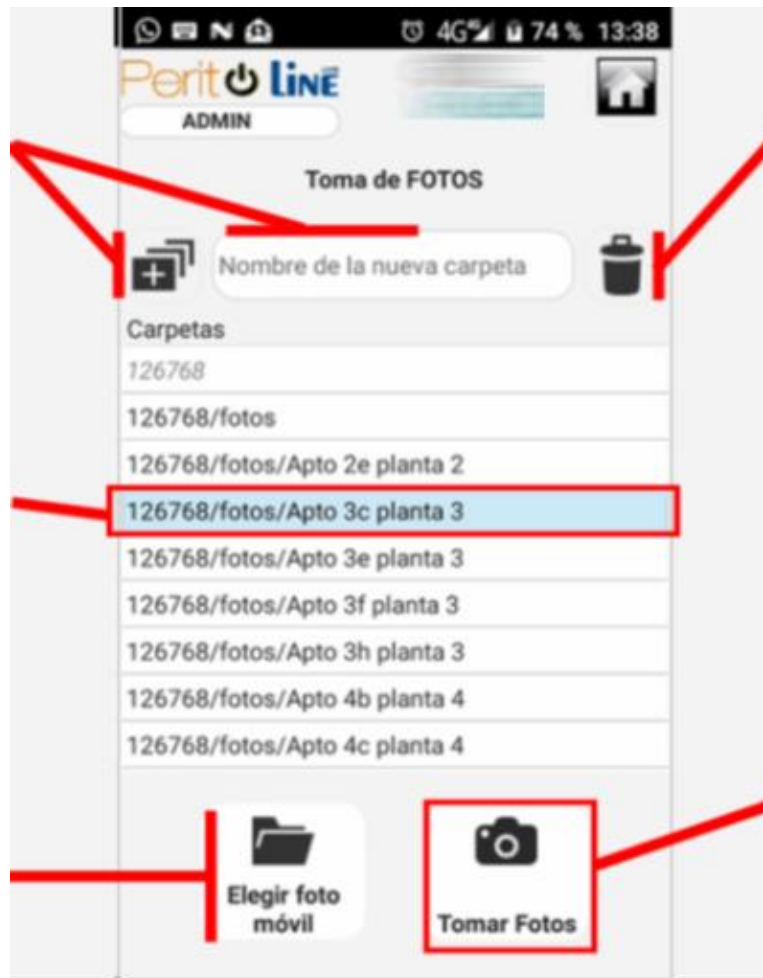 4G 74 % 13:38
Perito Line
ADMIN
Toma de FOTOS
Nombre de la nueva carpeta
Carpetas
126768
126768/fotos
126768/fotos/Apto 2e planta 2
126768/fotos/Apto 3c planta 3
126768/fotos/Apto 3e planta 3
126768/fotos/Apto 3f planta 3
126768/fotos/Apto 3h planta 3
126768/fotos/Apto 4b planta 4
126768/fotos/Apto 4c planta 4
Elegir foto
móvil
Tomar Fotos